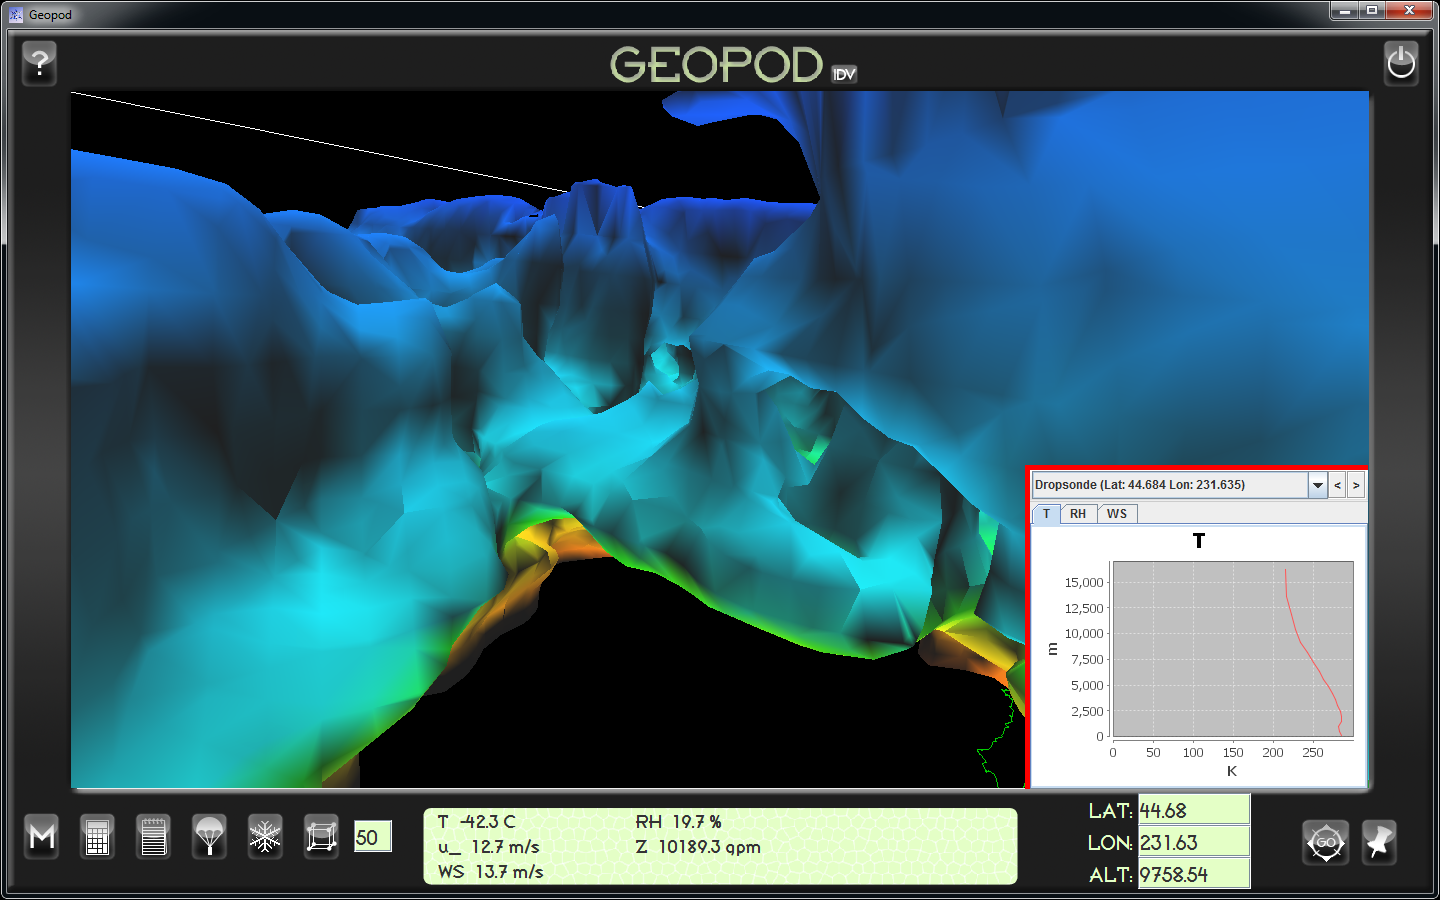 Geopod
?
GEOPOD IDV
Dropsonde (Lat: 44.684 Lon: 231.635)
< >
T RH WS
T
15,000
12,500
10,000
7,500
5,000
2,500
0
m
0 50 100 150 200 250
K
M
50
T -42.3 C RH 19.7 %
u_ 12.7 m/s Z 10189.3 gpm
WS 13.7 m/s
LAT: 44.68
LON: 231.63
ALT: 9758.54
GO